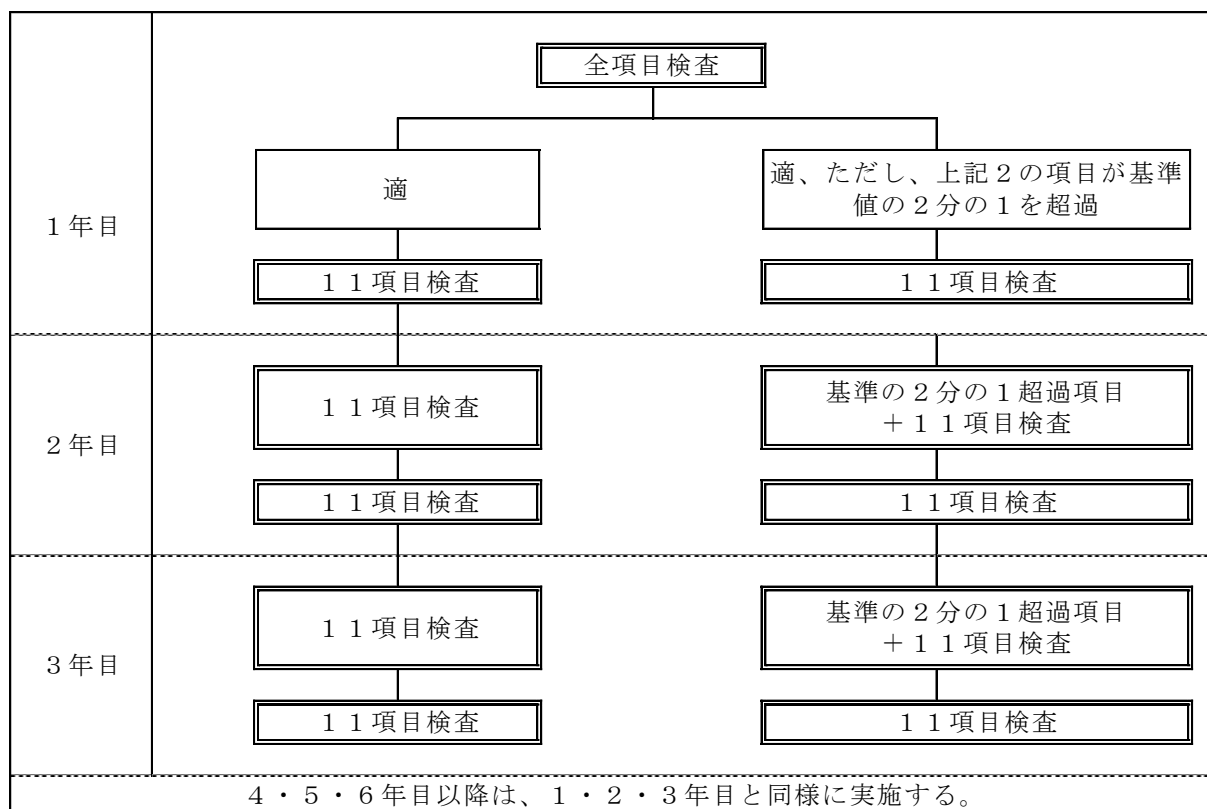 全項目検査
適
適、ただし、上記２の項目が基準
値の２分の１を超過
１年目
１１項目検査
１１項目検査
１１項目検査
基準の２分の１超過項目
＋１１項目検査
２年目
１１項目検査
１１項目検査
１１項目検査
基準の２分の１超過項目
＋１１項目検査
３年目
１１項目検査
１１項目検査
４・５・６年目以降は、１・２・３年目と同様に実施する。